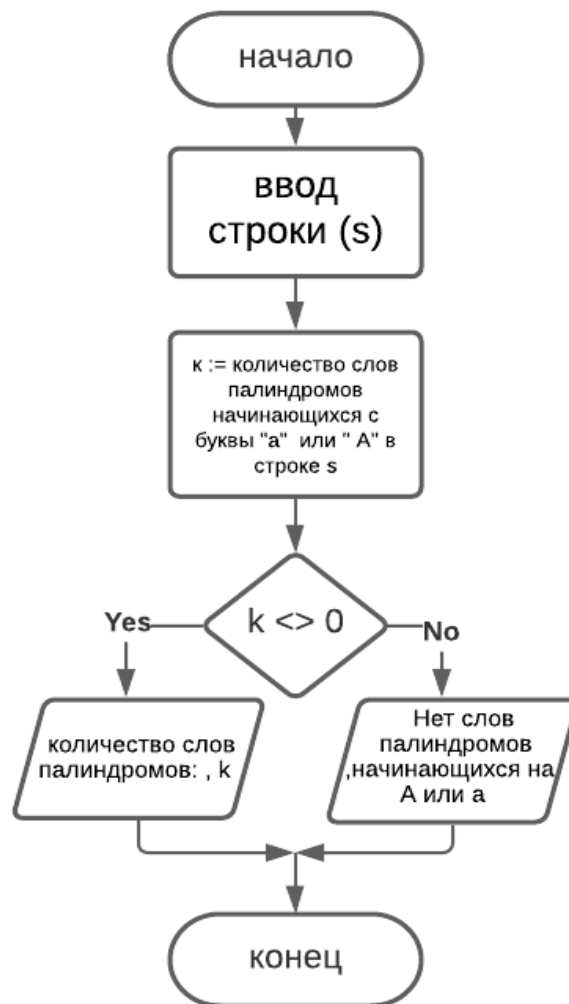 начало
ввод
строки (s)
к := количество слов
палиндромов
начинающихся с
буквы "а" или " А" в
строке s
k <> 0
Yes
No
количество слов
палиндромов: , k
Нет слов
палиндромов
,начинающихся на
А или а
конец